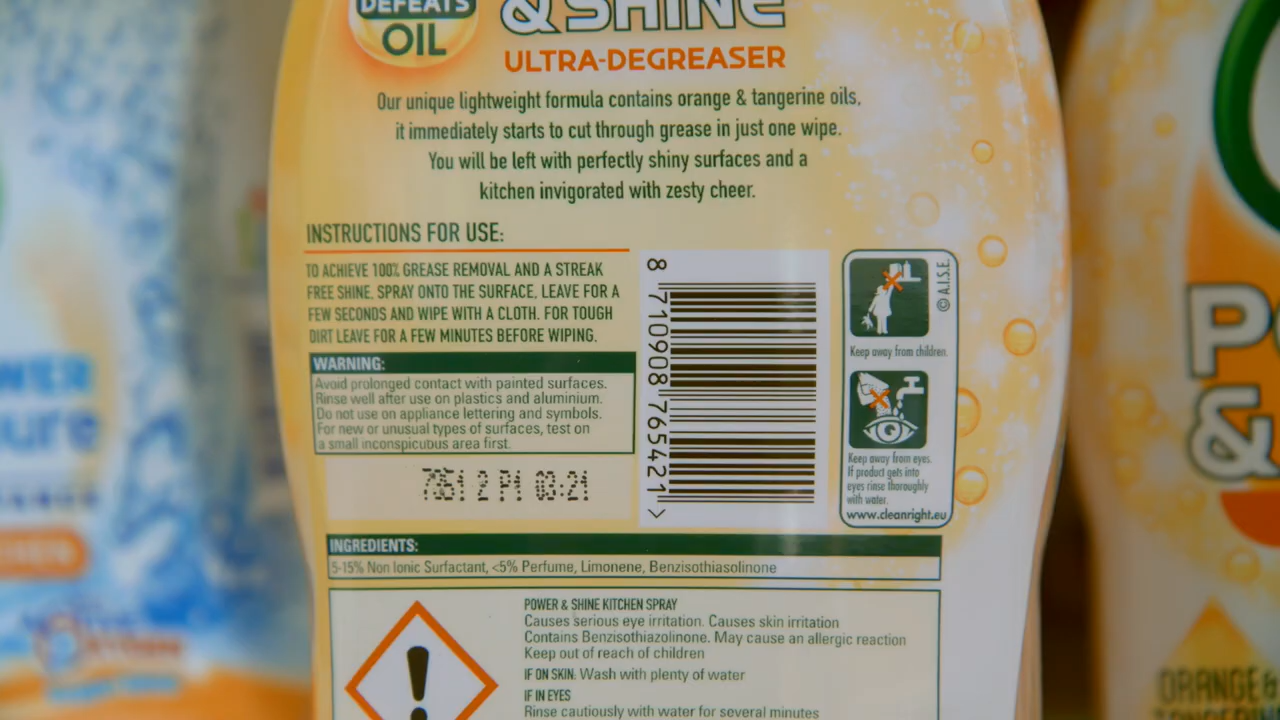 DEFEATS
OIL
& SHINE
ULTRA-DEGREASER
Our unique lightweight formula contains orange & tangerine oils,
it immediately starts to cut through grease in just one wipe.
You will be left with perfectly shiny surfaces and a
kitchen invigorated with zesty cheer.
INSTRUCTIONS FOR USE:
TO ACHIEVE 100% GREASE REMOVAL AND A STREAK
FREE SHINE, SPRAY ONTO THE SURFACE, LEAVE FOR A
FEW SECONDS AND WIPE WITH A CLOTH. FOR TOUGH
DIRT LEAVE FOR A FEW MINUTES BEFORE WIPING.
WARNING:
Avoid prolonged contact with painted surfaces.
Rinse well after use on plastics and aluminium.
Do not use on appliance lettering and symbols.
For new or unusual types of surfaces, test on
a small inconspicuous area first.
7351 2 P1 03:21
8 710908 765421 >
© A.I.S.E.
Keep away from children.
Keep away from eyes.
If product gets into
eyes rinse thoroughly
with water.
www.cleanright.eu
INGREDIENTS:
5-15% Non Ionic Surfactant, <5% Perfume, Limonene, Benzisothiasolinone
POWER & SHINE KITCHEN SPRAY
Causes serious eye irritation. Causes skin irritation
Contains Benzisothiazolinone. May cause an allergic reaction
Keep out of reach of children
IF ON SKIN: Wash with plenty of water
IF IN EYES
Rinse cautiously with water for several minutes
P
&
ORANGE &